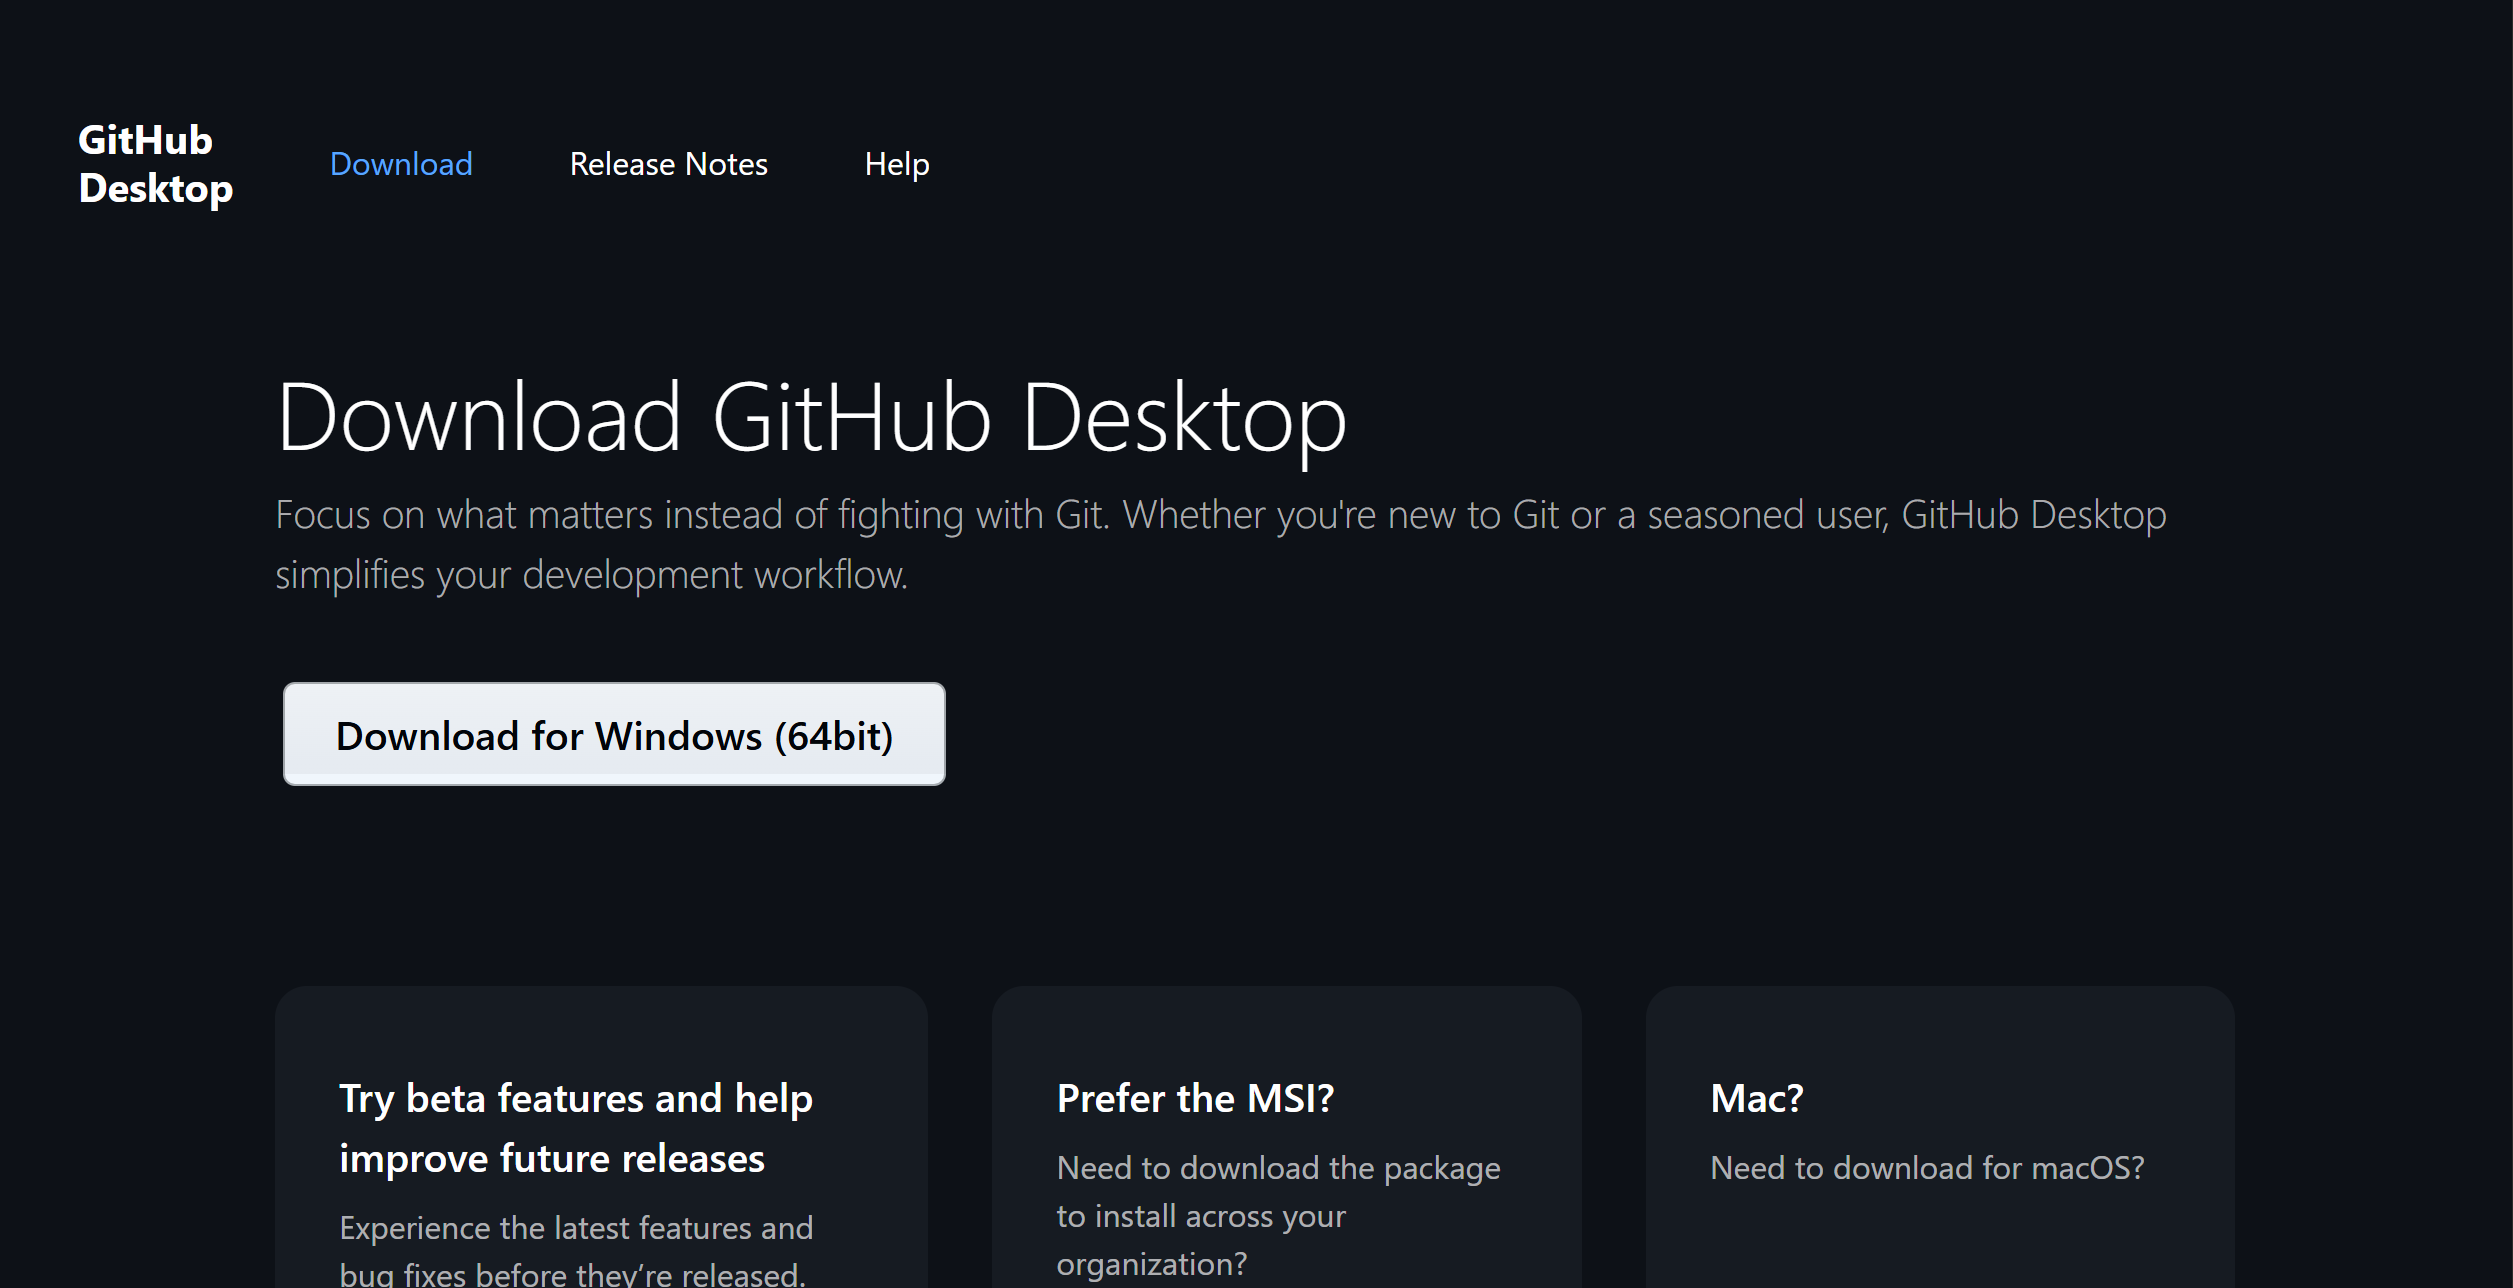 GitHub
Desktop
Download
Release Notes
Help
Download GitHub Desktop
Focus on what matters instead of fighting with Git. Whether you're new to Git or a seasoned user, GitHub Desktop
simplifies your development workflow.
Download for Windows (64bit)
Try beta features and help
improve future releases
Experience the latest features and
bug fixes before they’re released.
Prefer the MSI?
Need to download the package
to install across your
organization?
Mac?
Need to download for macOS?